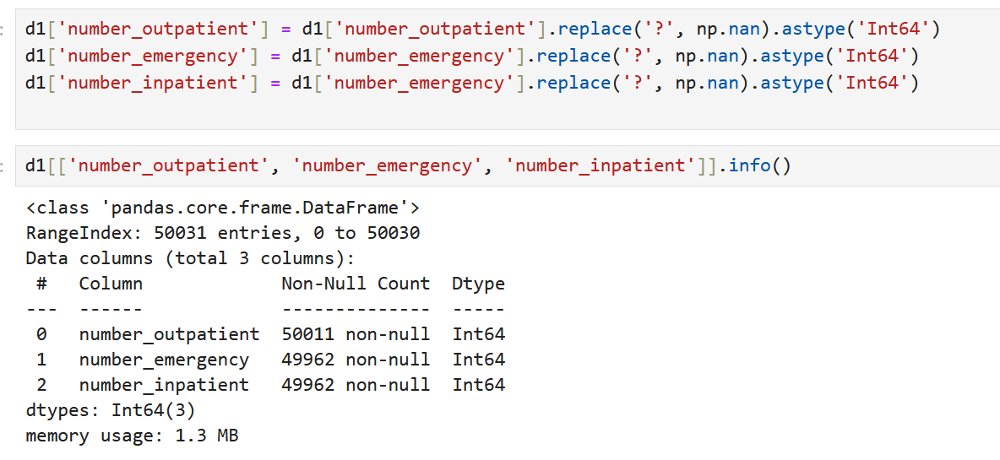 d1['number_outpatient'] = d1['number_outpatient'].replace('?', np.nan).astype('Int64')
d1['number_emergency'] = d1['number_emergency'].replace('?', np.nan).astype('Int64')
d1['number_inpatient'] = d1['number_emergency'].replace('?', np.nan).astype('Int64')
d1[['number_outpatient', 'number_emergency', 'number_inpatient']].info()
<class 'pandas.core.frame.DataFrame'>
RangeIndex: 50031 entries, 0 to 50030
Data columns (total 3 columns):
 #   Column             Non-Null Count  Dtype
---  ------             --------------  -----
 0   number_outpatient  50011 non-null  Int64
 1   number_emergency   49962 non-null  Int64
 2   number_inpatient   49962 non-null  Int64
dtypes: Int64(3)
memory usage: 1.3 MB